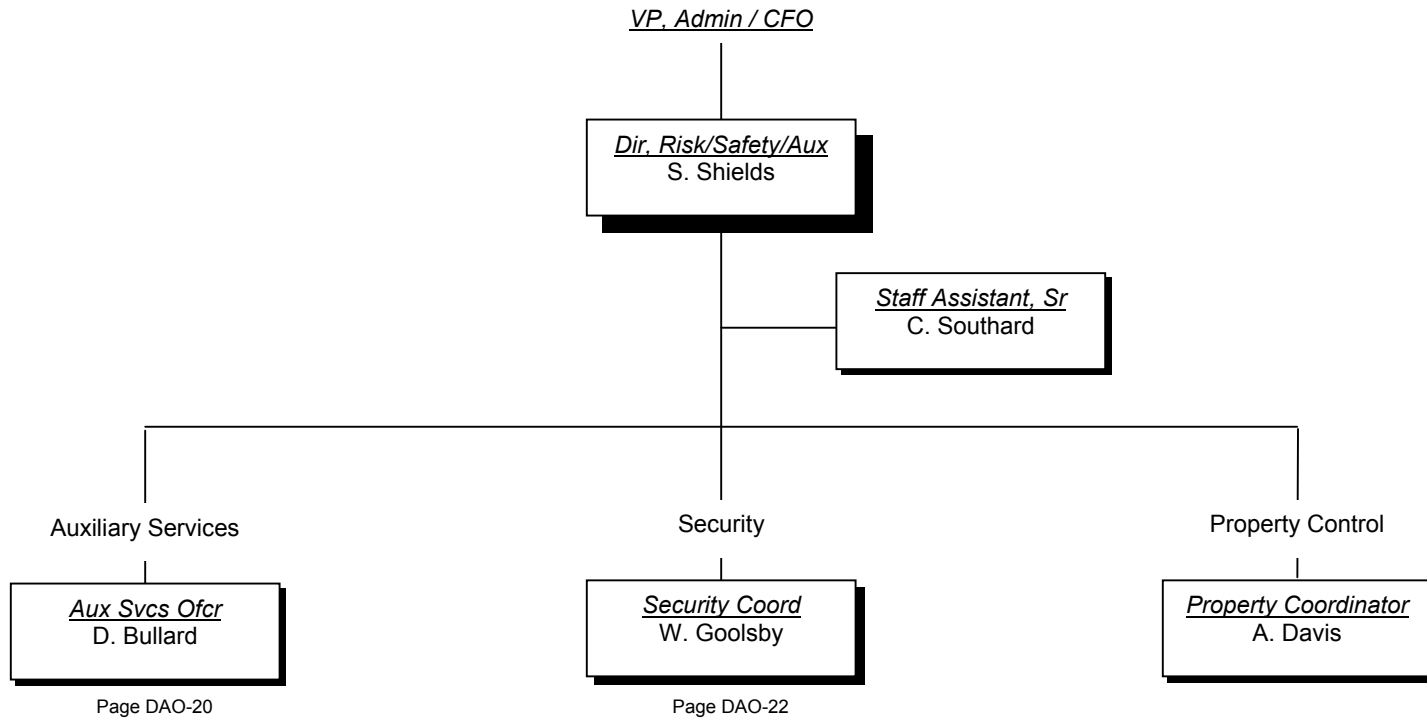 VP, Admin / CFO
Dir, Risk/Safety/Aux
S. Shields
Staff Assistant, Sr
C. Southard
Auxiliary Services
Security
Property Control
Aux Svcs Ofcr
D. Bullard
Security Coord
W. Goolsby
Property Coordinator
A. Davis
Page DAO-20
Page DAO-22